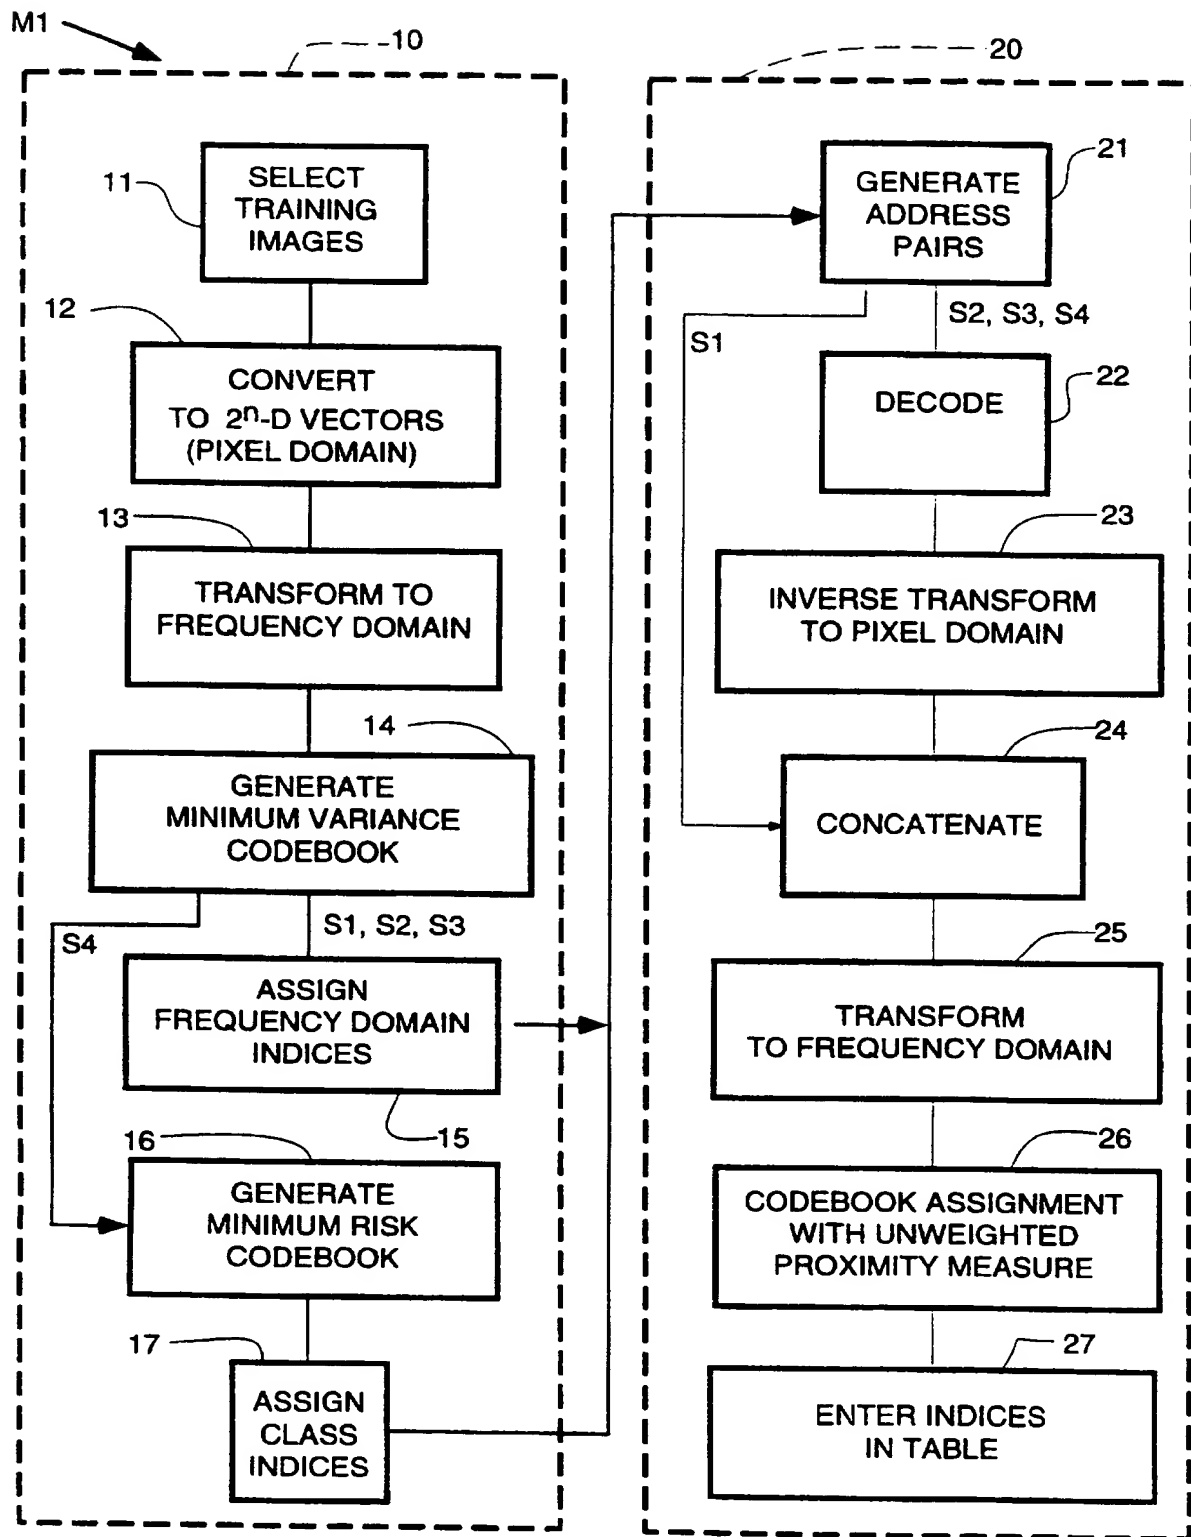 M1
10
11
SELECT
TRAINING
IMAGES
12
CONVERT
TO 2ⁿ-D VECTORS
(PIXEL DOMAIN)
13
TRANSFORM TO
FREQUENCY DOMAIN
14
GENERATE
MINIMUM VARIANCE
CODEBOOK
S4
S1, S2, S3
ASSIGN
FREQUENCY DOMAIN
INDICES
15
16
GENERATE
MINIMUM RISK
CODEBOOK
17
ASSIGN
CLASS
INDICES
20
21
GENERATE
ADDRESS
PAIRS
S1
S2, S3, S4
22
DECODE
23
INVERSE TRANSFORM
TO PIXEL DOMAIN
24
CONCATENATE
25
TRANSFORM
TO FREQUENCY DOMAIN
26
CODEBOOK ASSIGNMENT
WITH UNWEIGHTED
PROXIMITY MEASURE
27
ENTER INDICES
IN TABLE